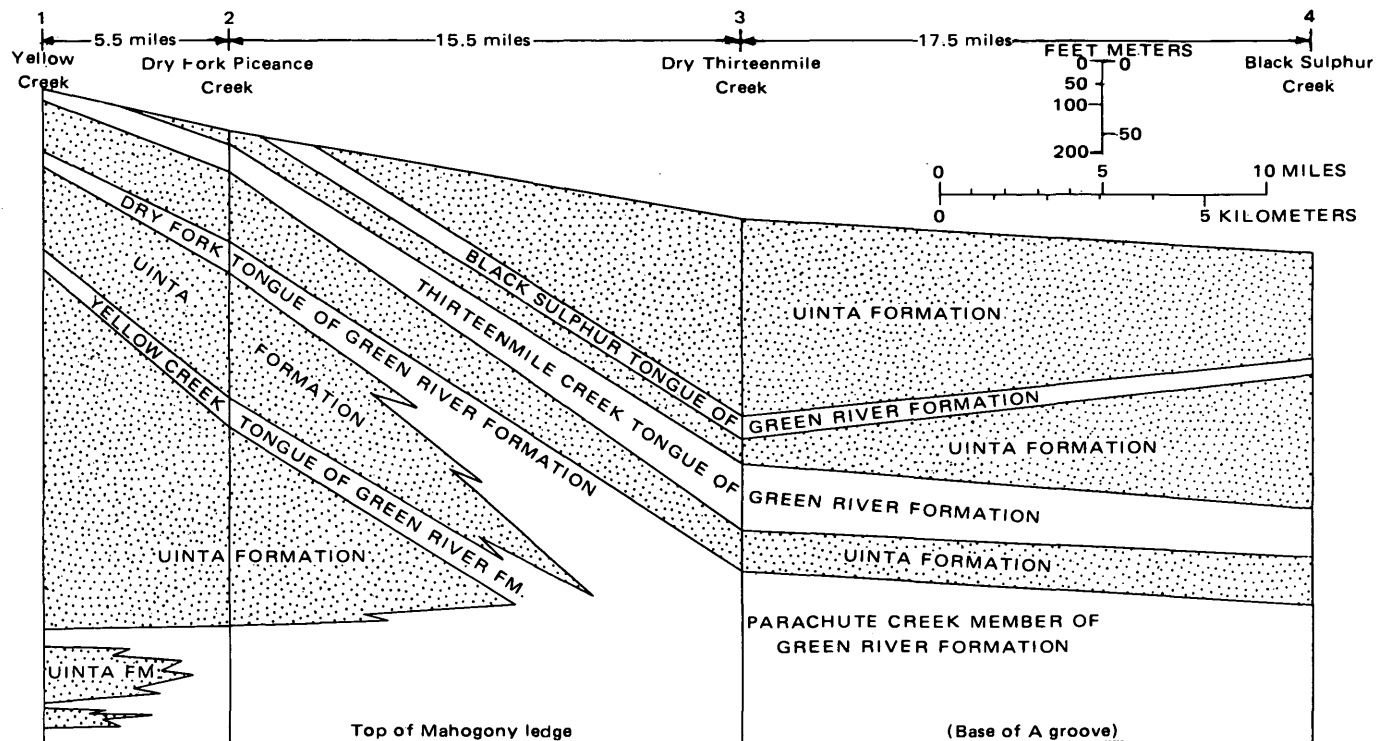 1 2 3 4
5.5 miles 15.5 miles 17.5 miles
Yellow Creek
Dry Fork Piceance Creek
Dry Thirteenmile Creek
Black Sulphur Creek
FEET METERS
0 0
50
100
50
200
0 5 10 MILES
0 5 KILOMETERS
BLACK SULPHUR TONGUE OF
GREEN RIVER FORMATION
THIRTEENMILE CREEK TONGUE OF
GREEN RIVER FORMATION
DRY FORK TONGUE OF GREEN RIVER FORMATION
YELLOW CREEK TONGUE OF GREEN RIVER FM.
UINTA FORMATION
UINTA FORMATION
UINTA FM.
UINTA FORMATION
UINTA FORMATION
UINTA FORMATION
PARACHUTE CREEK MEMBER OF
GREEN RIVER FORMATION
Top of Mahogony ledge
(Base of A groove)